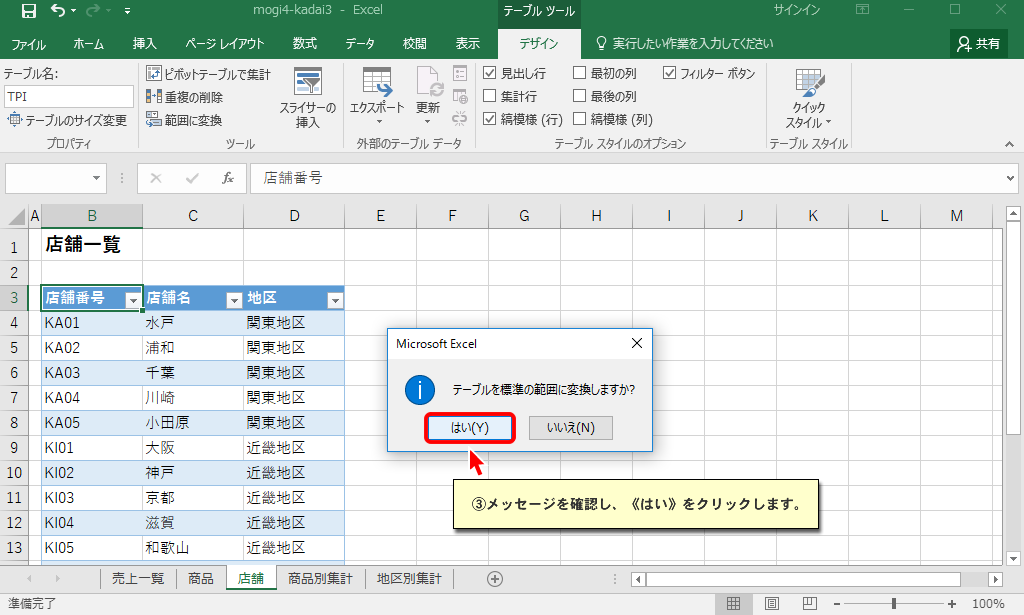 mogi4-kadai3 - Excel
テーブル ツール
サインイン
ファイル ホーム 挿入 ページ レイアウト 数式 データ 校閲 表示 デザイン 実行したい作業を入力してください 共有
テーブル名:
TPI
テーブルのサイズ変更
プロパティ
ピボットテーブルで集計
重複の削除
範囲に変換
スライサーの
挿入
ツール
エクスポート
更新
外部のテーブル データ
見出し行 最初の列 フィルター ボタン
集計行 最後の列
縞模様 (行) 縞模様 (列)
テーブル スタイルのオプション
クイック
スタイル
テーブル スタイル
fx 店舗番号
A B C D E F G H I J K L M
1 店舗一覧
2
3 店舗番号 店舗名 地区
4 KA01 水戸 関東地区
5 KA02 浦和 関東地区
6 KA03 千葉 関東地区
7 KA04 川崎 関東地区
8 KA05 小田原 関東地区
9 KI01 大阪 近畿地区
10 KI02 神戸 近畿地区
11 KI03 京都 近畿地区
12 KI04 滋賀 近畿地区
13 KI05 和歌山 近畿地区
Microsoft Excel
テーブルを標準の範囲に変換しますか?
はい(Y) いいえ(N)
③メッセージを確認し、《はい》をクリックします。
売上一覧 商品 店舗 商品別集計 地区別集計
準備完了
100%